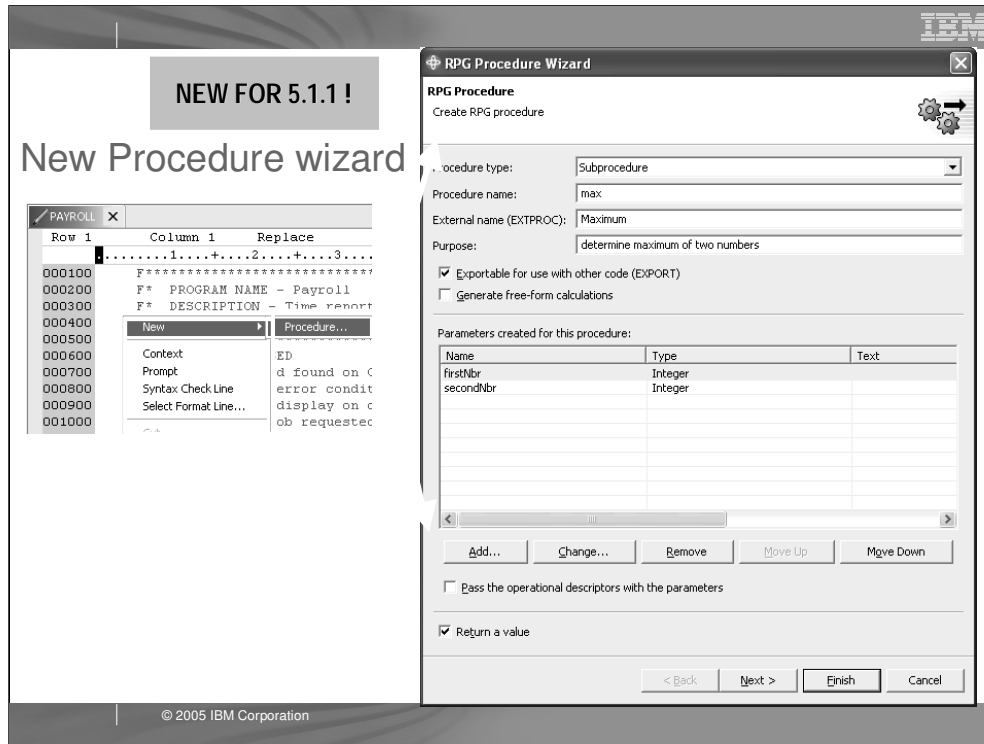 IBM
NEW FOR 5.1.1 !
New Procedure wizard
PAYROLL X
Row 1 Column 1 Replace
.........1....+....2....+....3....
000100 F*****************************
000200 F* PROGRAM NAME - Payroll
000300 F* DESCRIPTION - Time report
000400
000500
000600 ED
000700 d found on
000800 error condit
000900 display on
001000 ob requested
New
Procedure...
Context
Prompt
Syntax Check Line
Select Format Line...
RPG Procedure Wizard
RPG Procedure
Create RPG procedure
Procedure type: Subprocedure
Procedure name: max
External name (EXTPROC): Maximum
Purpose: determine maximum of two numbers
Exportable for use with other code (EXPORT)
Generate free-form calculations
Parameters created for this procedure:
Name Type Text
firstNbr Integer
secondNbr Integer
Add... Change... Remove Move Up Move Down
Pass the operational descriptors with the parameters
Return a value
< Back Next > Finish Cancel
© 2005 IBM Corporation